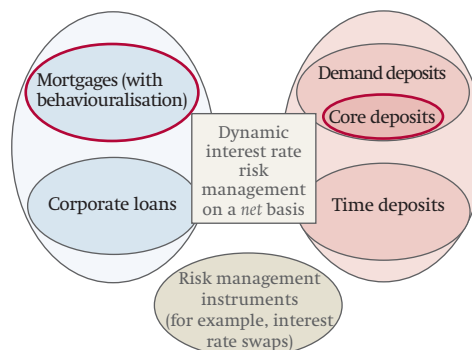 Mortgages (with
behaviouralisation)
Demand deposits
Core deposits
Dynamic
interest rate
risk
management
on a net basis
Corporate loans
Time deposits
Risk management
instruments
(for example, interest
rate swaps)